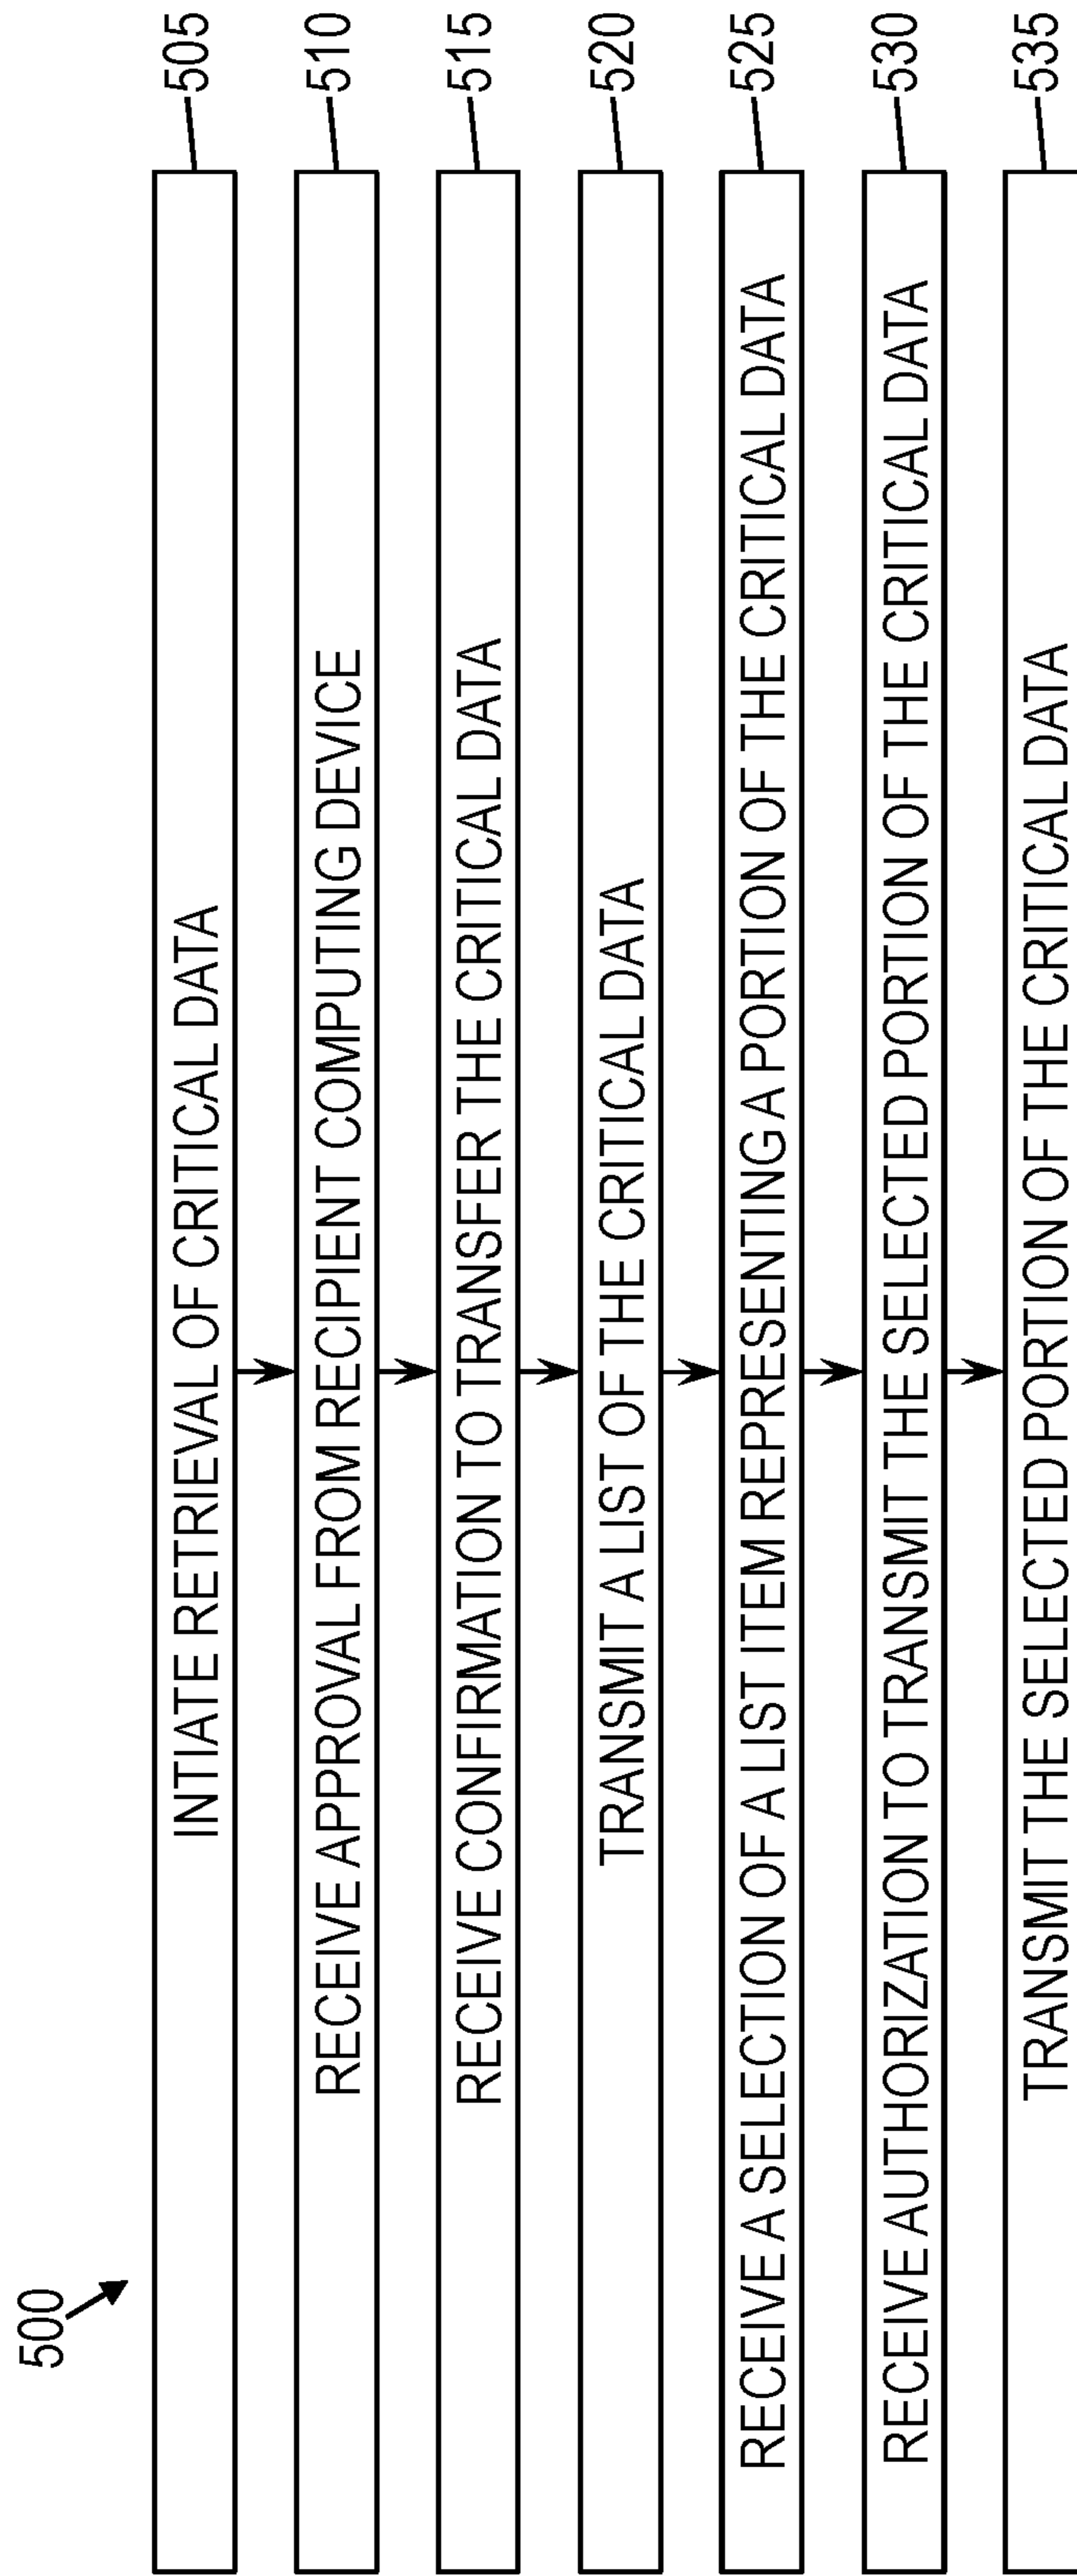 500
INTIATE RETRIEVAL OF CRITICAL DATA
505
RECEIVE APPROVAL FROM RECIPIENT COMPUTING DEVICE
510
RECEIVE CONFIRMATION TO TRANSFER THE CRITICAL DATA
515
TRANSMIT A LIST OF THE CRITICAL DATA
520
RECEIVE A SELECTION OF A LIST ITEM REPRESENTING A PORTION OF THE CRITICAL DATA
525
RECEIVE AUTHORIZATION TO TRANSMIT THE SELECTED PORTION OF THE CRITICAL DATA
530
TRANSMIT THE SELECTED PORTION OF THE CRITICAL DATA
535